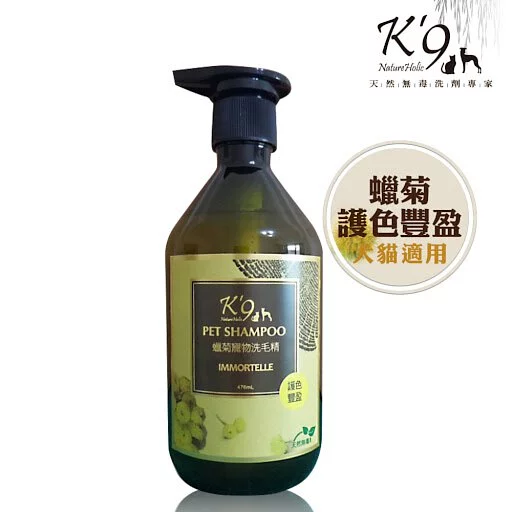 K'9
NatureHolic
天然無毒洗劑專家
蠟菊
護色豐盈
犬貓適用
K'9
NatureHolic
PET SHAMPOO
蠟菊寵物洗毛精
IMMORTELLE
476mL
護色
豐盈